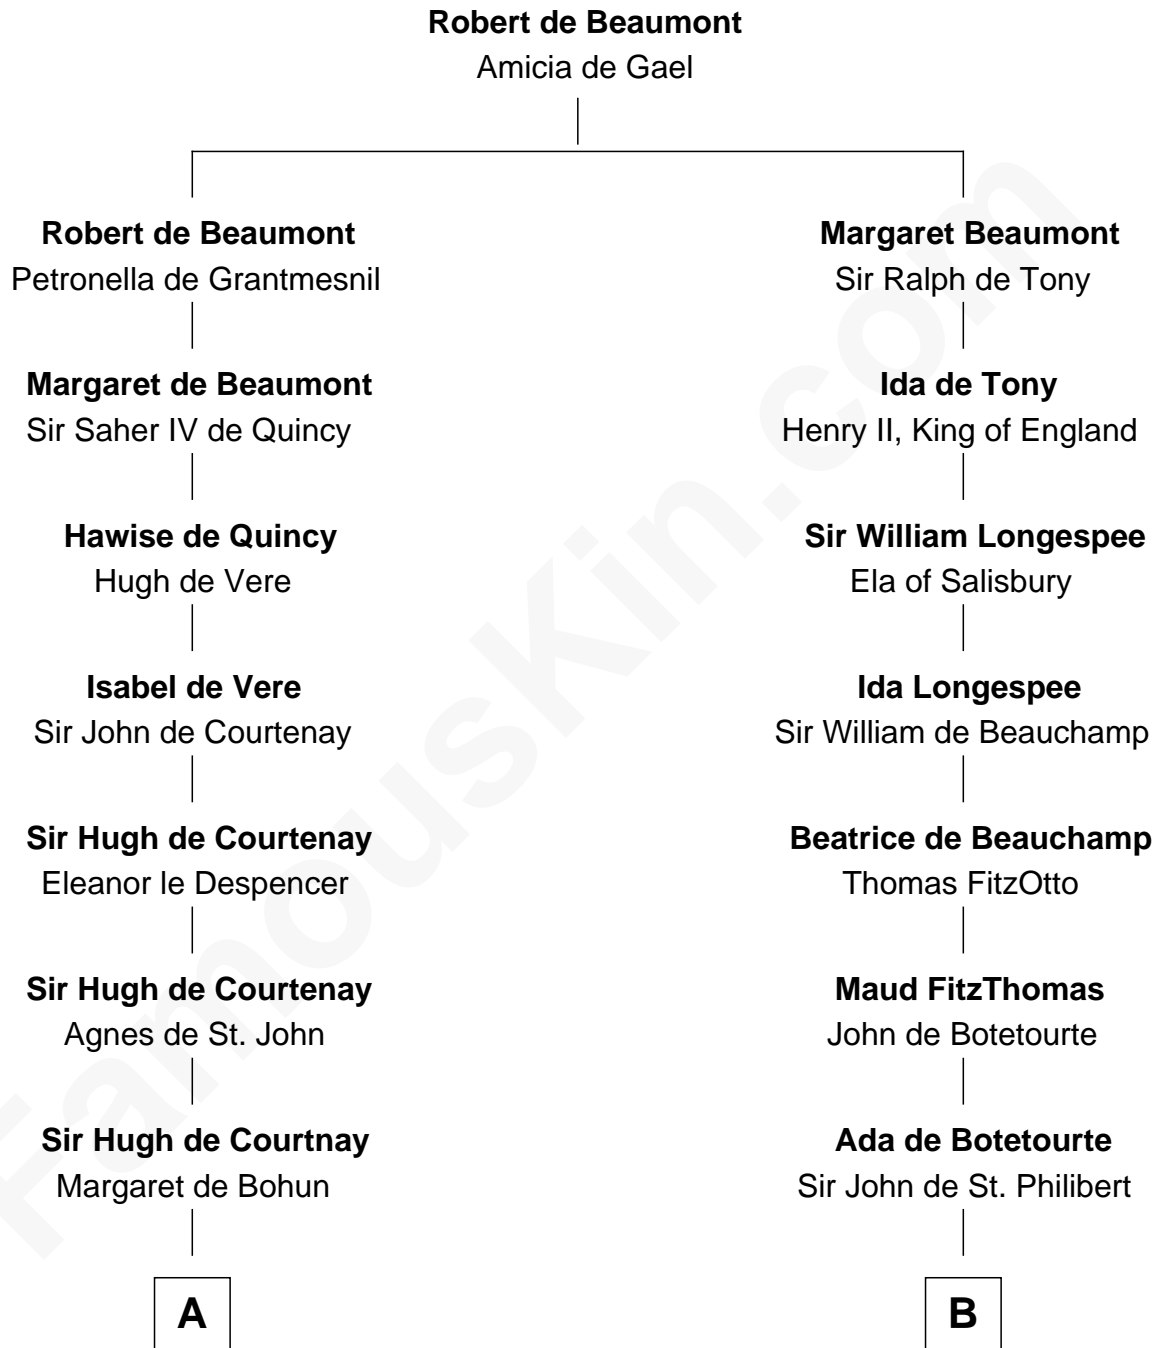 Robert de Beaumont
Amicia de Gael
Robert de Beaumont
Petronella de Grantmesnil
Margaret Beaumont
Sir Ralph de Tony
Margaret de Beaumont
Sir Saher IV de Quincy
Ida de Tony
Henry II, King of England
Hawise de Quincy
Hugh de Vere
Sir William Longespee
Ela of Salisbury
Isabel de Vere
Sir John de Courtenay
Ida Longespee
Sir William de Beauchamp
Sir Hugh de Courtenay
Eleanor le Despencer
Beatrice de Beauchamp
Thomas FitzOtto
Sir Hugh de Courtenay
Agnes de St. John
Maud FitzThomas
John de Botetourte
Sir Hugh de Courtnay
Margaret de Bohun
Ada de Botetourte
Sir John de St. Philibert
A
B
FamousKin.com